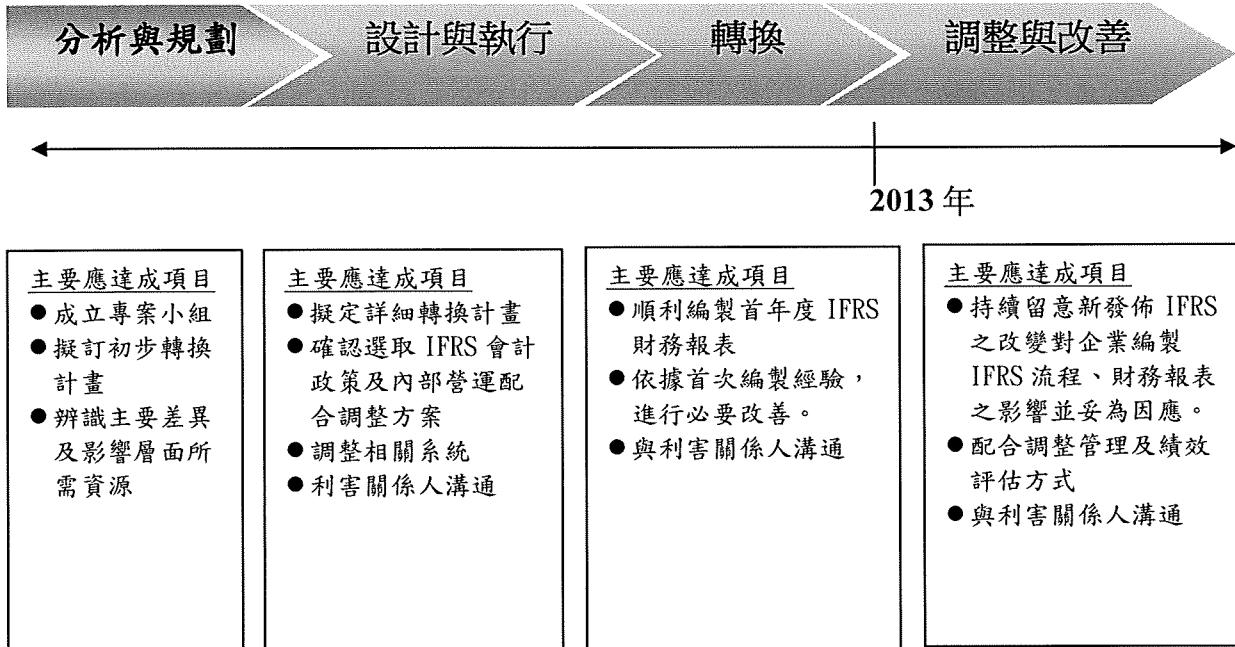 分析與規劃
設計與執行
轉換
調整與改善
2013 年
主要應達成項目
●成立專案小組
●擬訂初步轉換
計畫
●辨識主要差異
及影響層面所
需資源
主要應達成項目
●擬定詳細轉換計畫
●確認選取 IFRS 會計
政策及內部營運配
合調整方案
●調整相關系統
●利害關係人溝通
主要應達成項目
●順利編製首年度 IFRS
財務報表
●依據首次編製經驗，
進行必要改善。
●與利害關係人溝通
主要應達成項目
●持續留意新發佈 IFRS
之改變對企業編製
IFRS 流程、財務報表
之影響並妥為因應。
●配合調整管理及績效
評估方式
●與利害關係人溝通